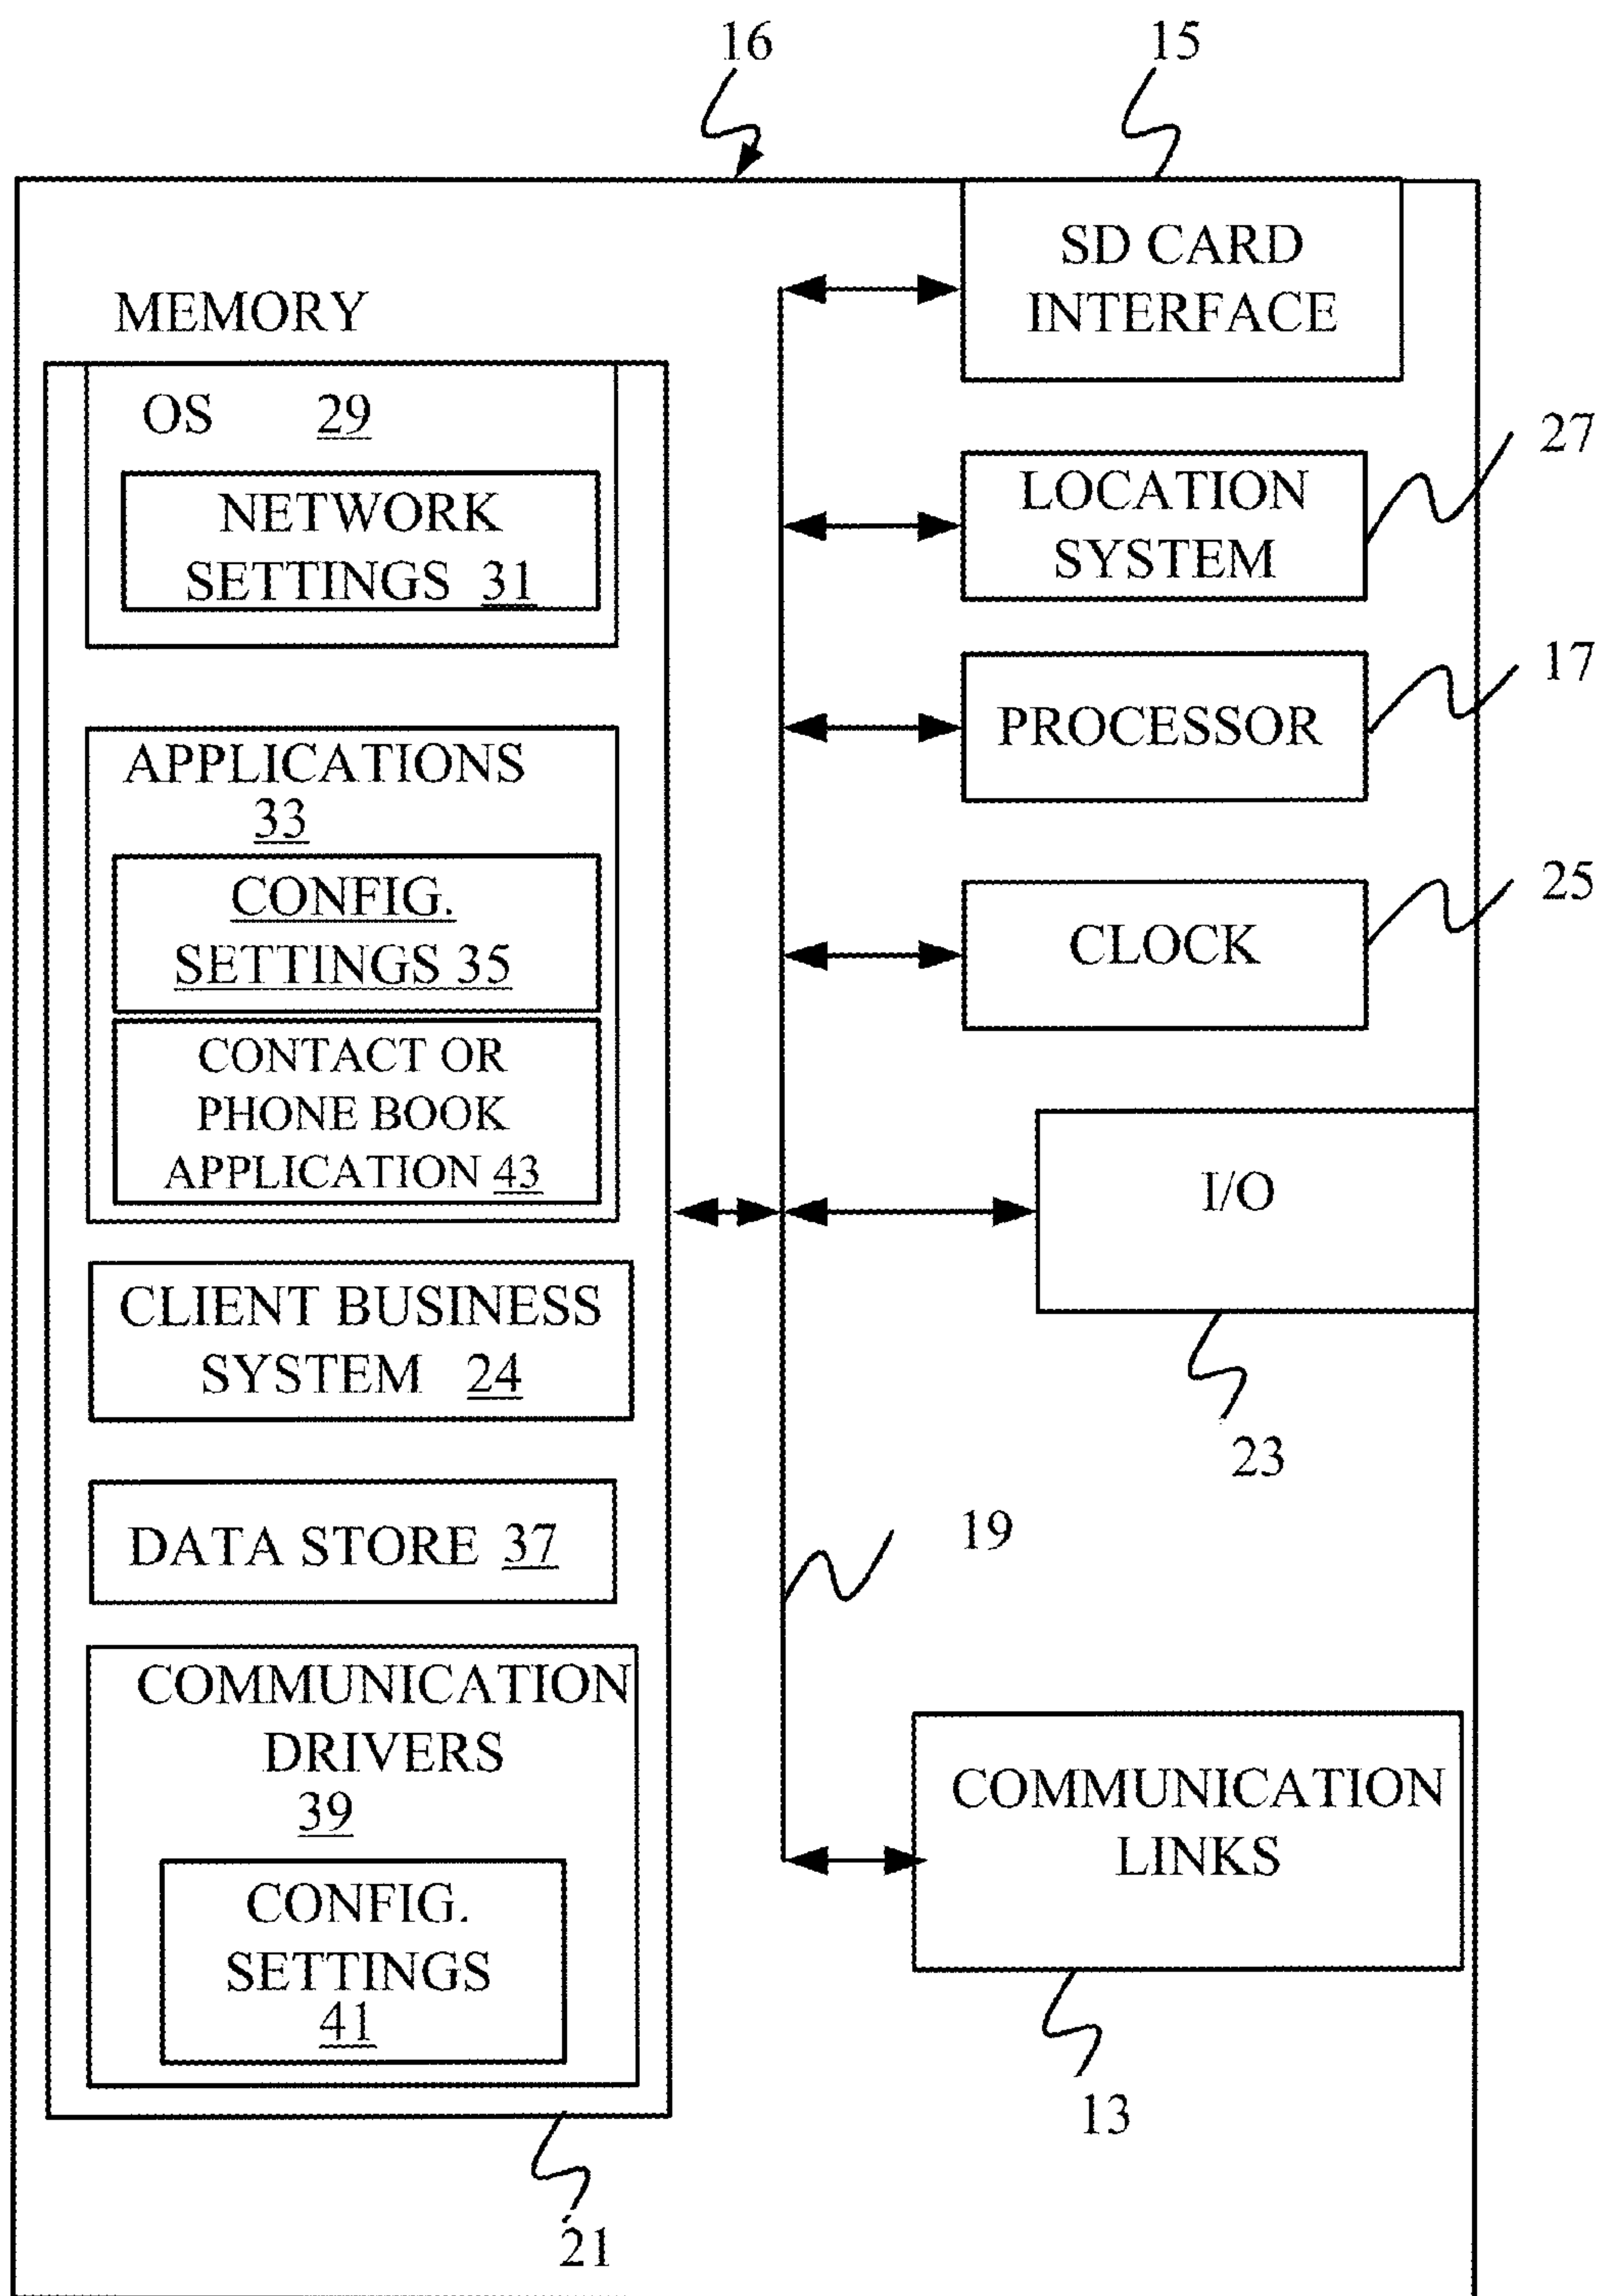 16
15
MEMORY
OS 29
NETWORK
SETTINGS 31
APPLICATIONS
33
CONFIG.
SETTINGS 35
CONTACT OR
PHONE BOOK
APPLICATION 43
CLIENT BUSINESS
SYSTEM 24
DATA STORE 37
COMMUNICATION
DRIVERS
39
CONFIG.
SETTINGS
41
21
SD CARD
INTERFACE
LOCATION
SYSTEM
27
PROCESSOR
17
CLOCK
25
I/O
23
19
COMMUNICATION
LINKS
13